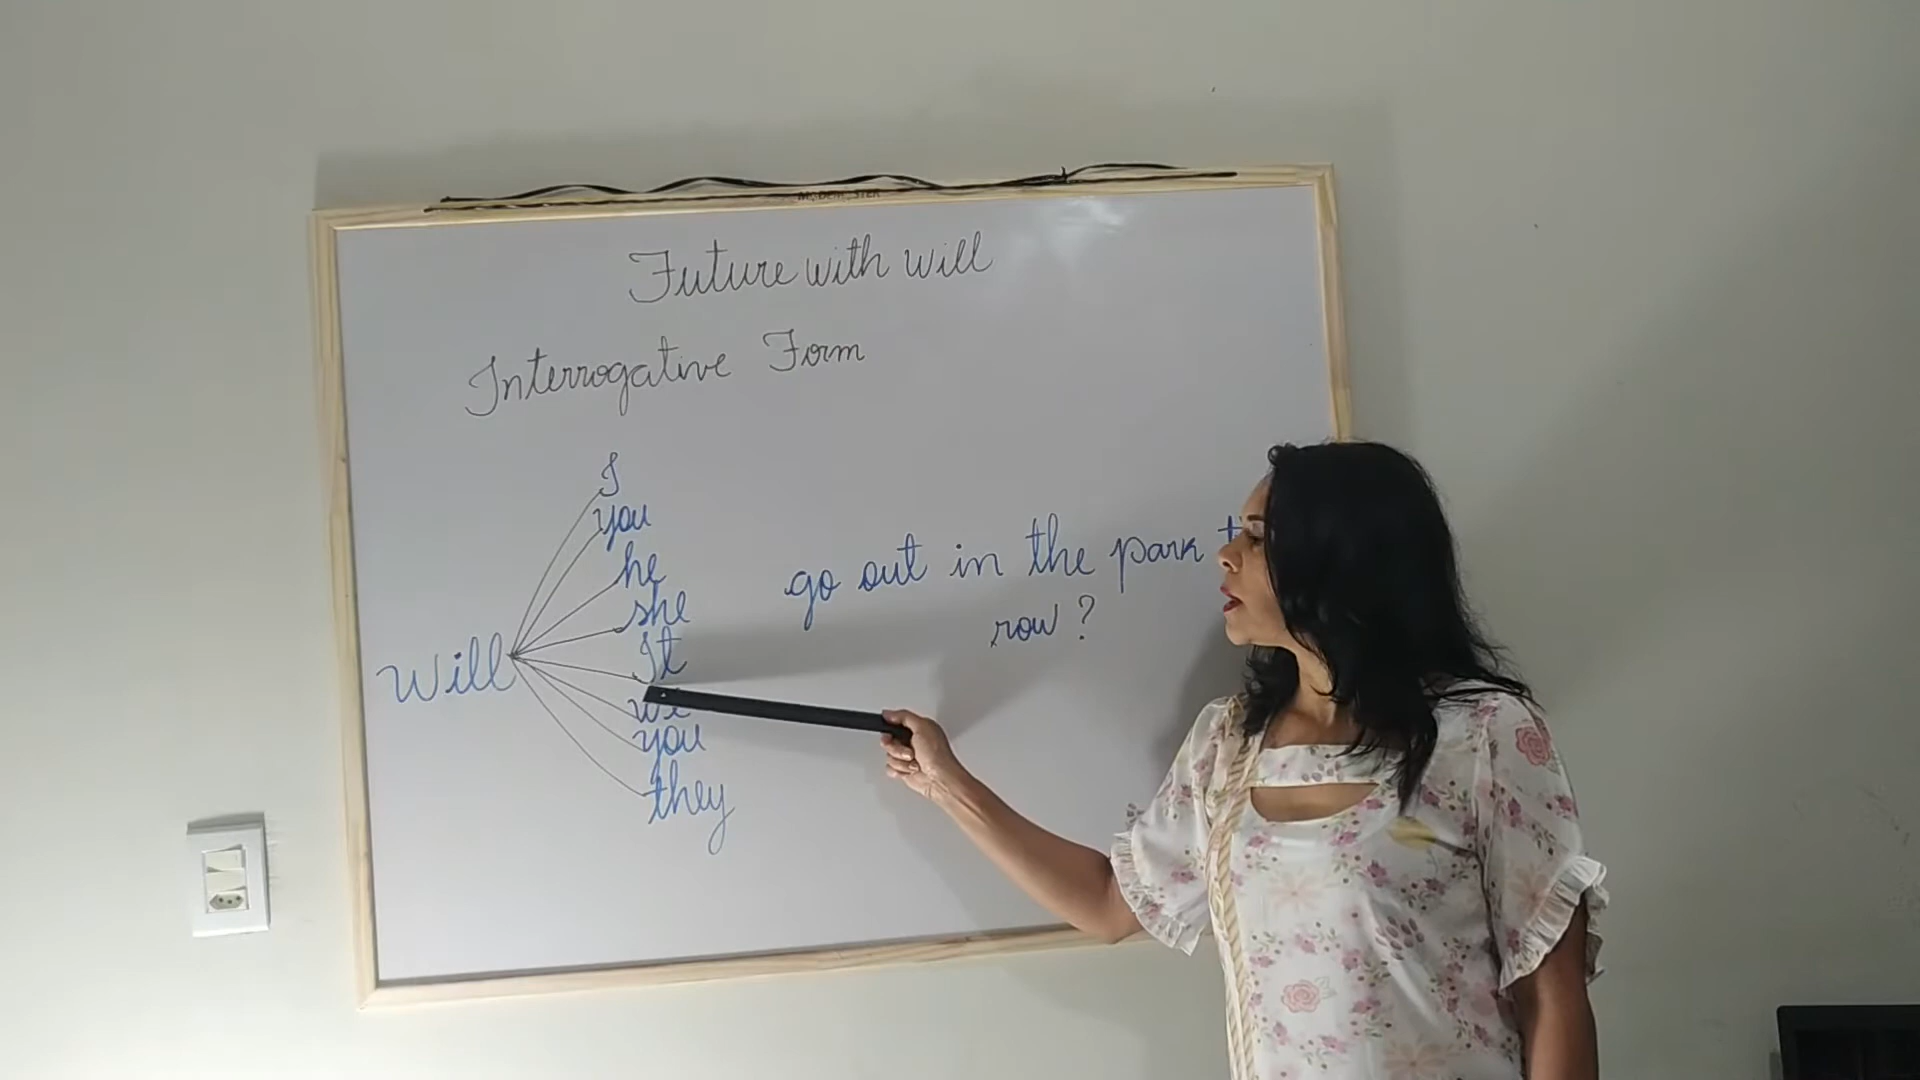 Future with will
Interrogative Form
I
you
he
she
It
we
you
they
Will
go out in the park
row ?